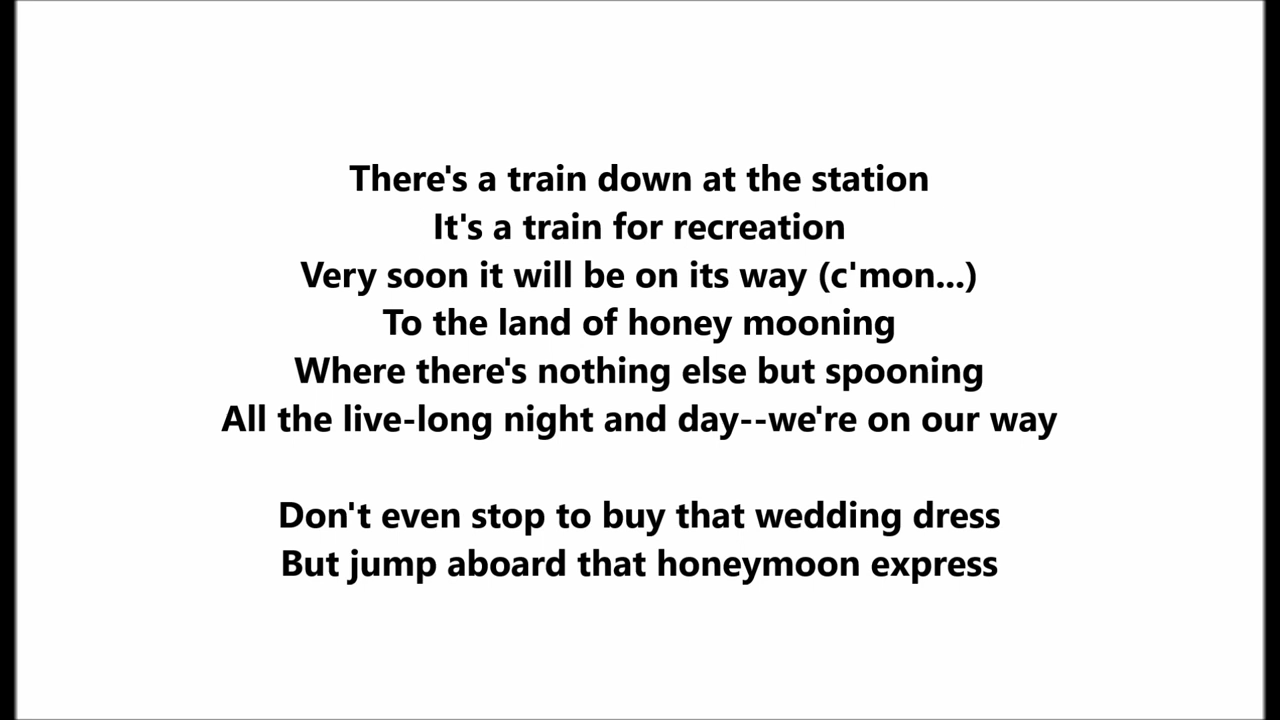 There's a train down at the station
It's a train for recreation
Very soon it will be on its way (c'mon...)
To the land of honey mooning
Where there's nothing else but spooning
All the live-long night and day--we're on our way
Don't even stop to buy that wedding dress
But jump aboard that honeymoon express